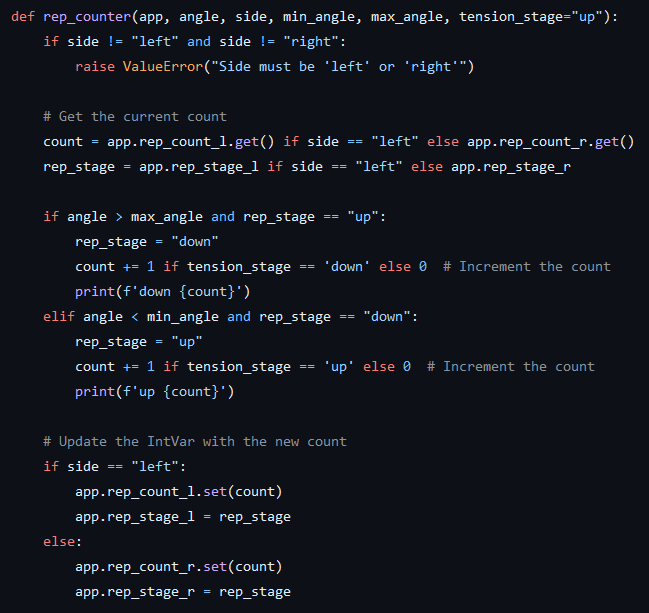 def rep_counter(app, angle, side, min_angle, max_angle, tension_stage="up"):
    if side != "left" and side != "right":
        raise ValueError("Side must be 'left' or 'right'")

    # Get the current count
    count = app.rep_count_l.get() if side == "left" else app.rep_count_r.get()
    rep_stage = app.rep_stage_l if side == "left" else app.rep_stage_r

    if angle > max_angle and rep_stage == "up":
        rep_stage = "down"
        count += 1 if tension_stage == 'down' else 0  # Increment the count
        print(f'down {count}')
    elif angle < min_angle and rep_stage == "down":
        rep_stage = "up"
        count += 1 if tension_stage == 'up' else 0  # Increment the count
        print(f'up {count}')

    # Update the IntVar with the new count
    if side == "left":
        app.rep_count_l.set(count)
        app.rep_stage_l = rep_stage
    else:
        app.rep_count_r.set(count)
        app.rep_stage_r = rep_stage